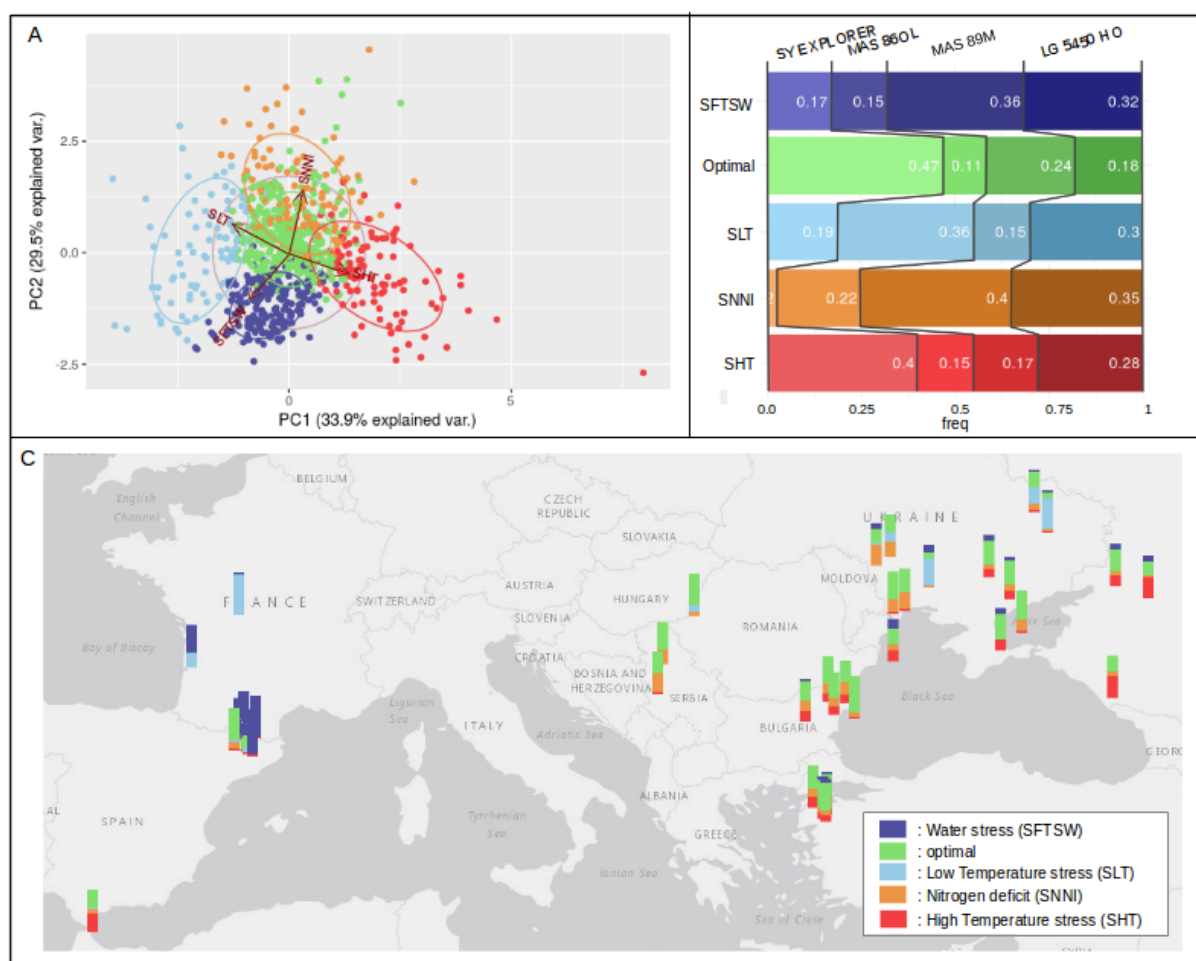 A
PC2 (29.5% explained var.)
2.5
0.0
-2.5
SNNI
SLT
SHT
SFTSW
0
5
PC1 (33.9% explained var.)
SY EXPLORER
MAS 86OL
MAS 89M
LG 5450 HO
SFTSW
0.17
0.15
0.36
0.32
Optimal
0.47
0.11
0.24
0.18
SLT
0.19
0.36
0.15
0.3
SNNI
2
0.22
0.4
0.35
SHT
0.4
0.15
0.17
0.28
0.0
0.25
0.5
0.75
1
freq
C
BELGIUM
English
Channel
CZECH
REPUBLIC
UKRAINE
SLOVAKIA
FRANCE
AUSTRIA
MOLDOVA
SWITZERLAND
HUNGARY
SLOVENIA
ROMANIA
Bay of Biscay
CROATIA
BOSNIA AND
HERZEGOVINA
SERBIA
Ligurian
Sea
ITALY
Adriatic Sea
BULGARIA
Black Sea
Sea
GEORG
ALBANIA
AL
SPAIN
Tyrrhenian
Sea
GREECE
Ionian Sea
Sea of Crete
SYRIA
: Water stress (SFTSW)
: optimal
: Low Temperature stress (SLT)
: Nitrogen deficit (SNNI)
: High Temperature stress (SHT)